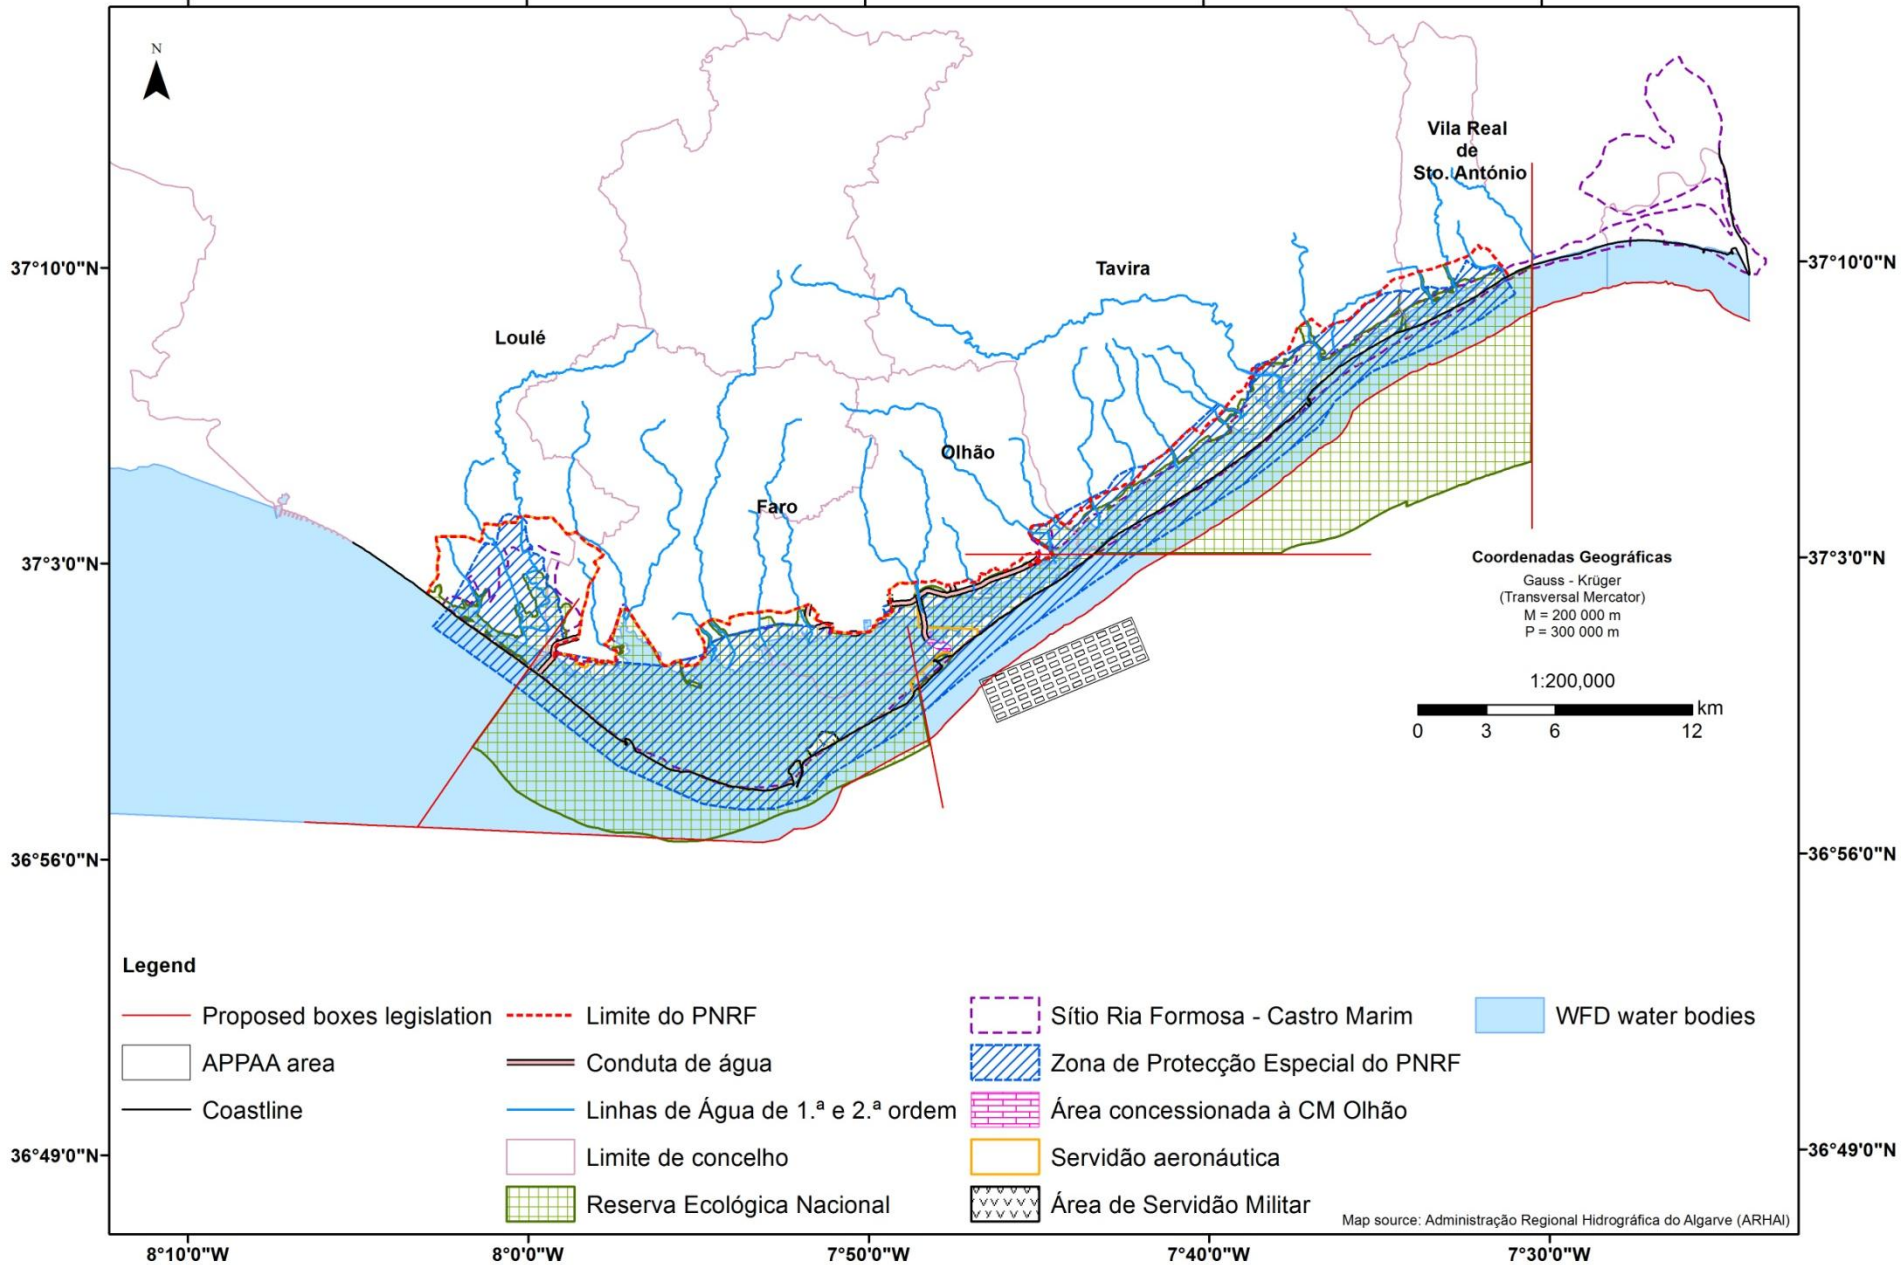 N
Vila Real
de
Sto. António
37°10'0"N
37°10'0"N
Tavira
Loulé
Olhão
Faro
37°3'0"N
37°3'0"N
Coordenadas Geográficas
Gauss - Krüger
(Transversal Mercator)
M = 200 000 m
P = 300 000 m
1:200,000
km
0 3 6 12
36°56'0"N
36°56'0"N
Legend
Proposed boxes legislation
APPAA area
Coastline
Limite do PNRF
Conduta de água
Linhas de Água de 1.ª e 2.ª ordem
Limite de concelho
Reserva Ecológica Nacional
Sítio Ria Formosa - Castro Marim
Zona de Protecção Especial do PNRF
Área concessionada à CM Olhão
Servidão aeronáutica
Área de Servidão Militar
WFD water bodies
36°49'0"N
36°49'0"N
Map source: Administração Regional Hidrográfica do Algarve (ARHAl)
8°10'0"W 8°0'0"W 7°50'0"W 7°40'0"W 7°30'0"W